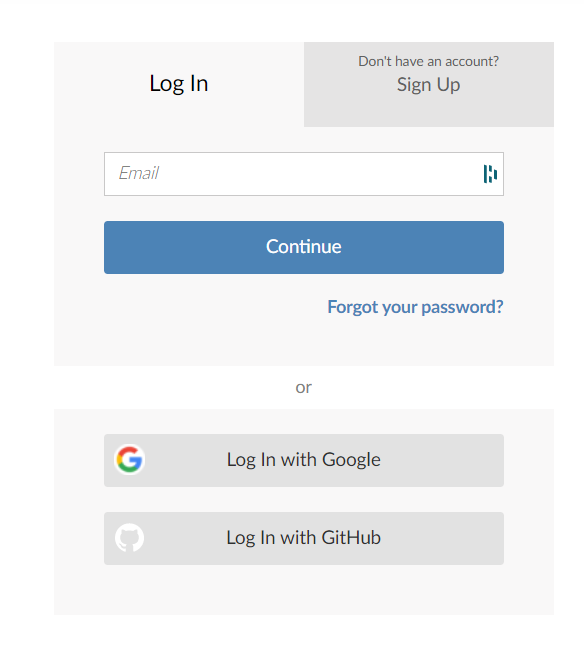 Log In
Don't have an account?
Sign Up
Email
Continue
Forgot your password?
or
Log In with Google
Log In with GitHub